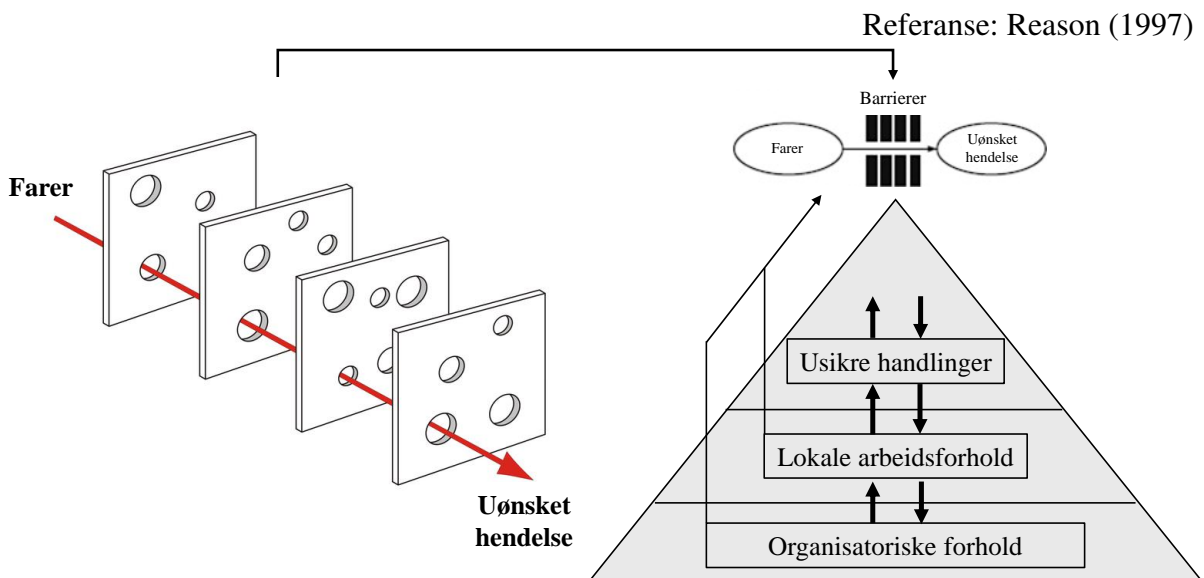 Referanse: Reason (1997)
Barrierer
Farer
Uønsket
hendelse
Farer
Uønsket
hendelse
Usikre handlinger
Lokale arbeidsforhold
Organisatoriske forhold